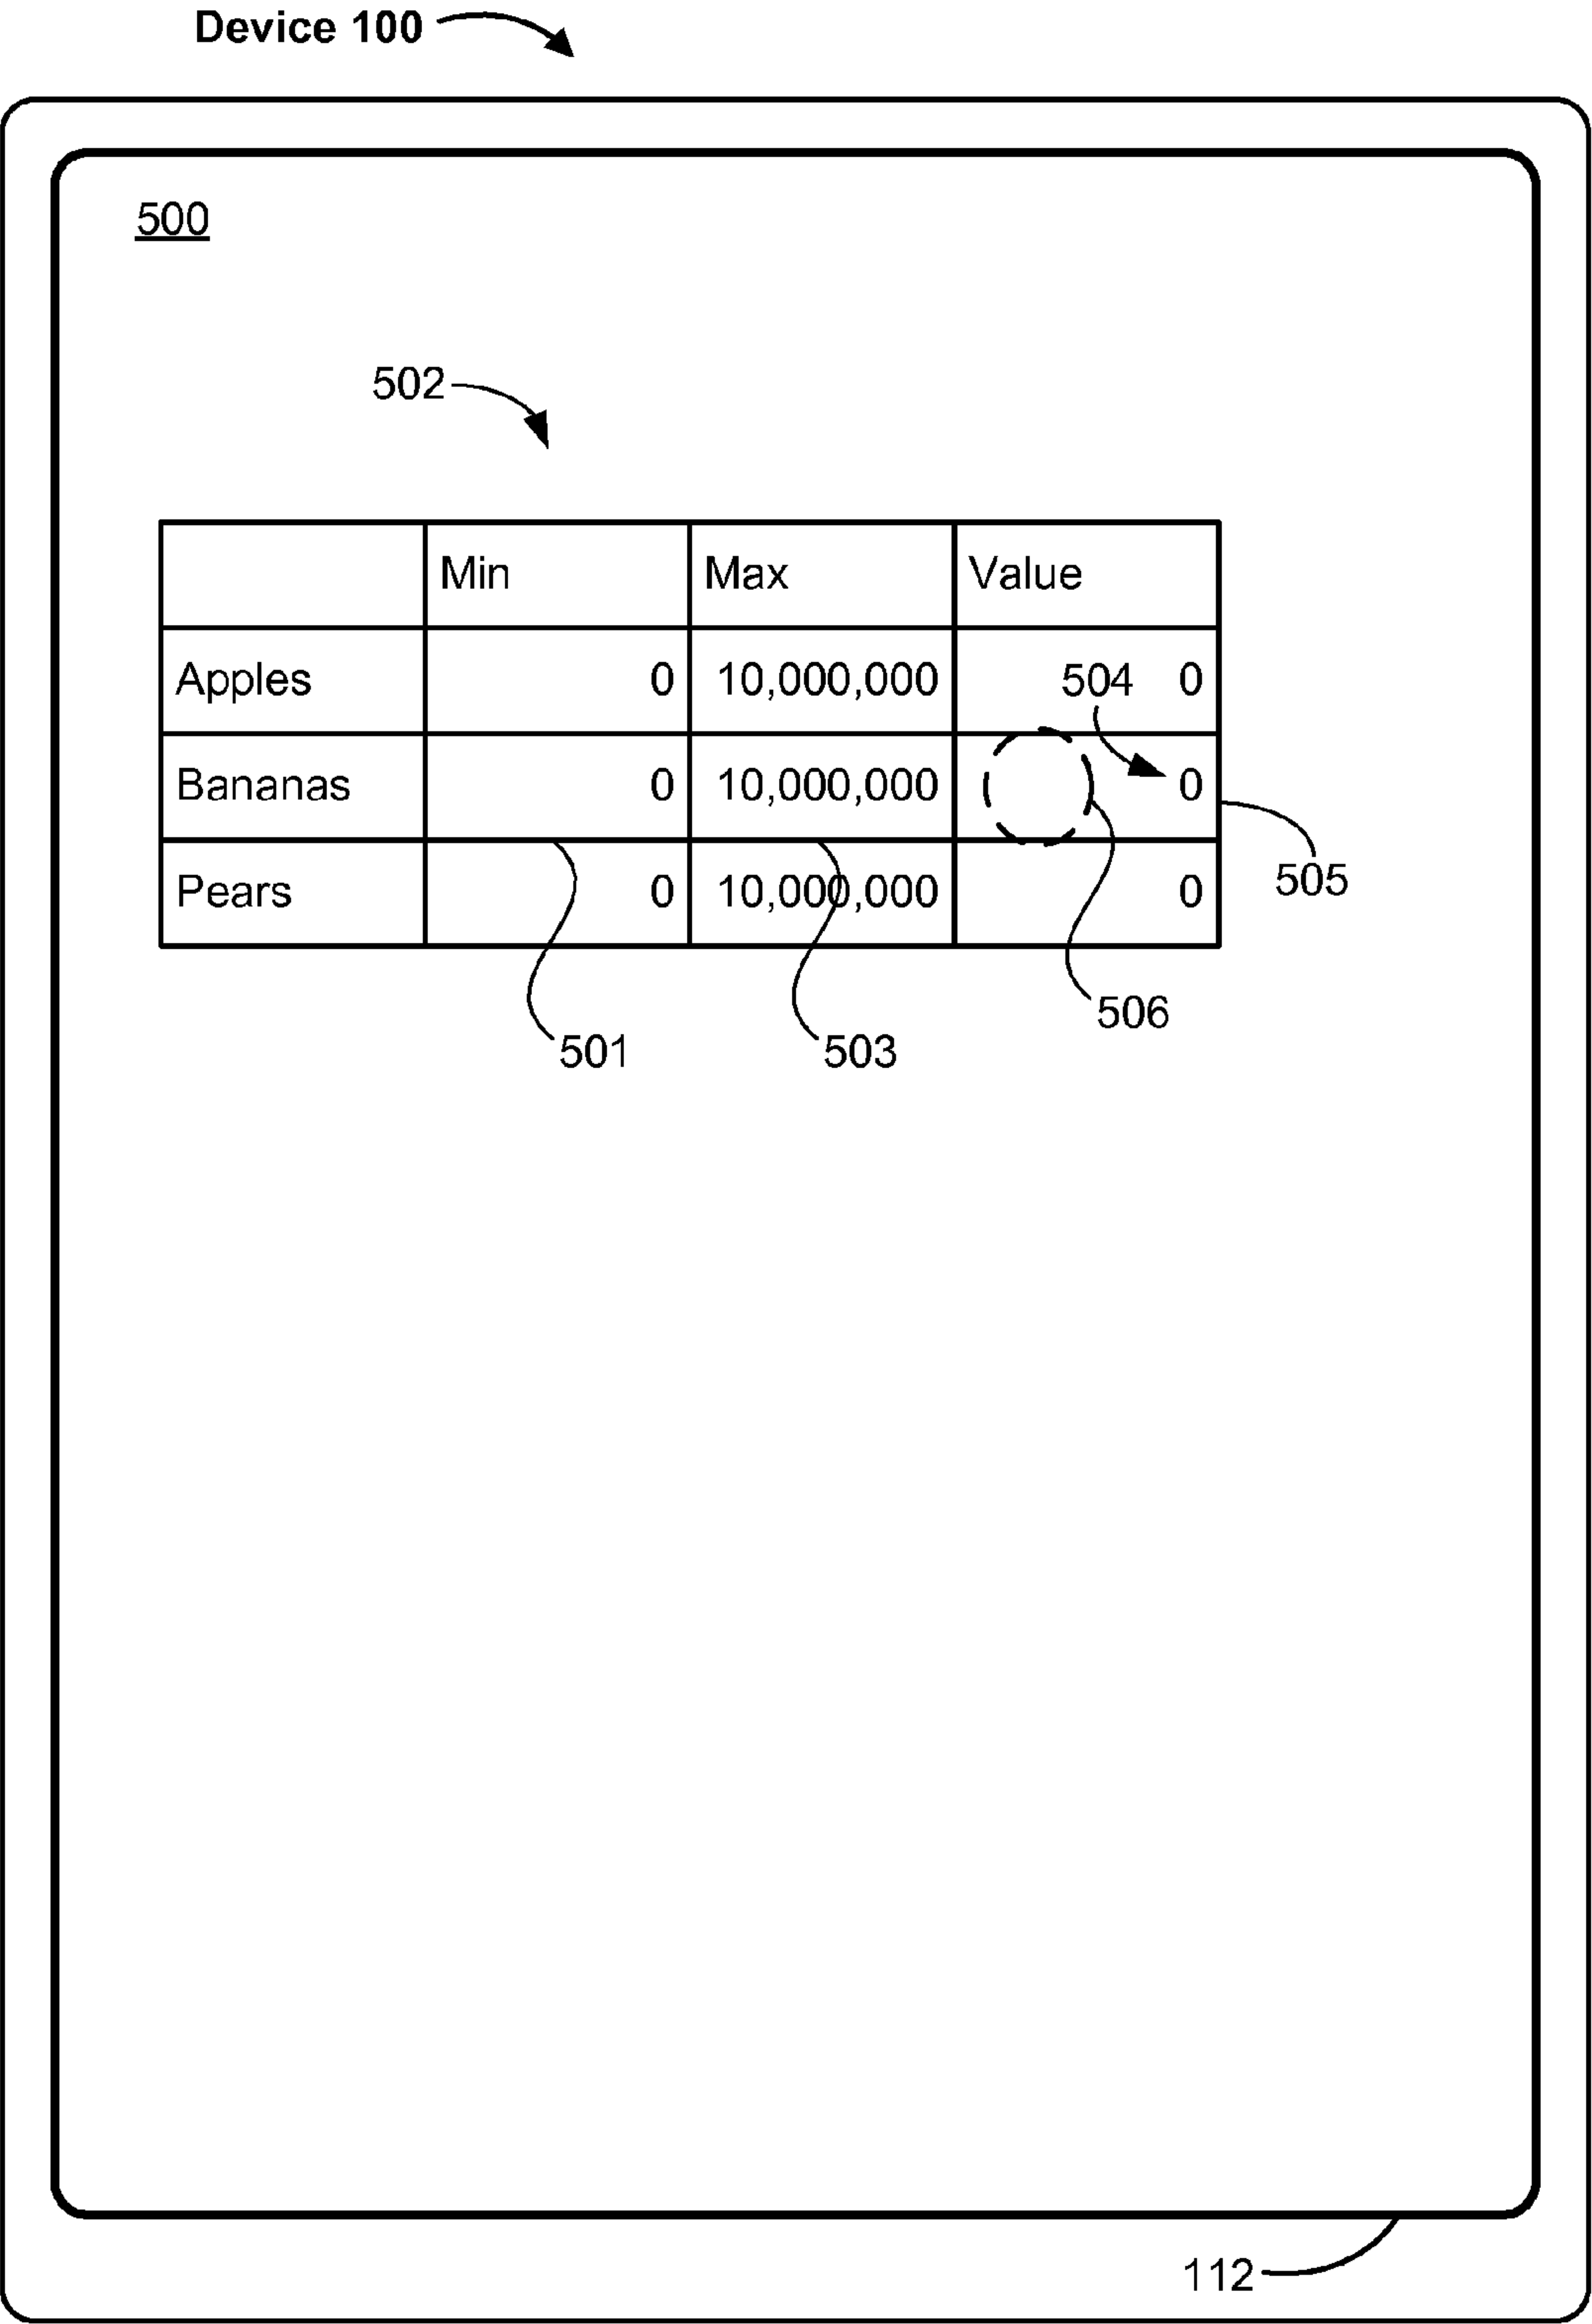 Device 100
500
502
Min Max Value
Apples 0 10,000,000 504 0
Bananas 0 10,000,000 0
505
Pears 0 10,000,000 0
506
501 503
112